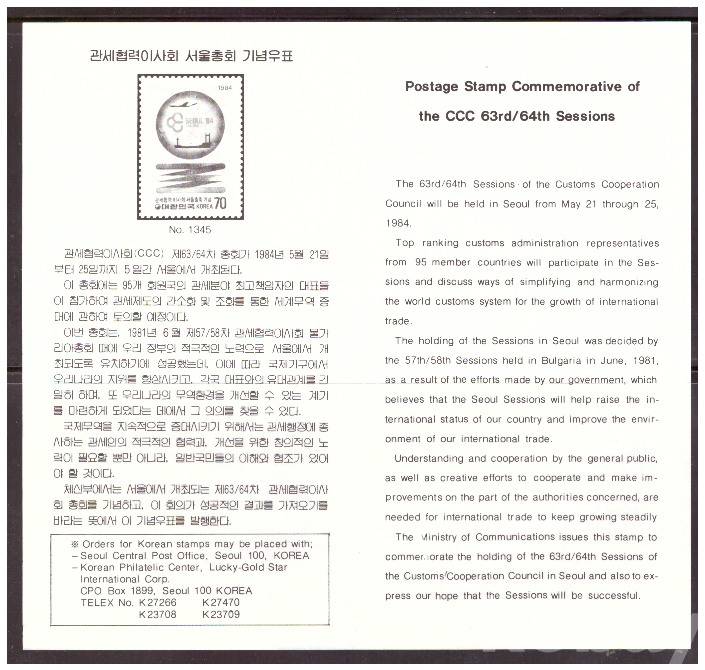 관세협력이사회 서울총회 기념우표
1984
SEOUL '84
관세협력이사회 서울총회 기념
대한민국 KOREA 70
No. 1345
관세협력이사회(CCC) 제63/64차 총회가 1984년 5월 21일
부터 25일까지 5일간 서울에서 개최된다.
이 총회에는 95개 회원국의 관세분야 최고책임자인 대표들
이 참가하여 관세제도의 간소화 및 조화를 통한 세계무역 증
대에 관하여 토의할 예정이다.
이번 총회는, 1981년 6월 제57/58차 관세협력이사회 불가
리아총회 때에 우리 정부의 적극적인 노력으로 서울에서 개
최되도록 유치하기에 성공했는데, 이에 따라 국제기구에서
우리나라의 지위를 향상시키고, 각국 대표와의 유대관계를 긴
밀히 하며, 또 우리나라의 무역환경을 개선할 수 있는 계기
를 마련하게 되었다는 데에서 그 의의를 찾을 수 있다.
국제무역을 지속적으로 증대시키기 위해서는 관세행정에 종
사하는 관세인의 적극적인 협력과, 개선을 위한 창의적인 노
력이 필요할 뿐만 아니라, 일반국민들의 이해와 협조가 있어
야 할 것이다.
체신부에서는 서울에서 개최되는 제63/64차 관세협력이사
회 총회를 기념하고, 이 회의가 성공적인 결과를 가져오기를
바라는 뜻에서 이 기념우표를 발행한다.
※ Orders for Korean stamps may be placed with;
– Seoul Central Post Office, Seoul 100, KOREA
– Korean Philatelic Center, Lucky-Gold Star
International Corp.
CPO Box 1899, Seoul 100 KOREA
TELEX No. K27266 K27470
K23708 K23709
Postage Stamp Commemorative of
the CCC 63rd/64th Sessions
The 63rd/64th Sessions of the Customs Cooperation
Council will be held in Seoul from May 21 through 25,
1984.
Top ranking customs administration representatives
from 95 member countries will participate in the Ses-
sions and discuss ways of simplifying and harmonizing
the world customs system for the growth of international
trade.
The holding of the Sessions in Seoul was decided by
the 57th/58th Sessions held in Bulgaria in June, 1981,
as a result of the efforts made by our government, which
believes that the Seoul Sessions will help raise the in-
ternational status of our country and improve the envir-
onment of our international trade.
Understanding and cooperation by the general public,
as well as creative efforts to cooperate and make im-
provements on the part of the authorities concerned, are
needed for international trade to keep growing steadily
The Ministry of Communications issues this stamp to
commemorate the holding of the 63rd/64th Sessions of
the Customs Cooperation Council in Seoul and also to ex-
press our hope that the Sessions will be successful.